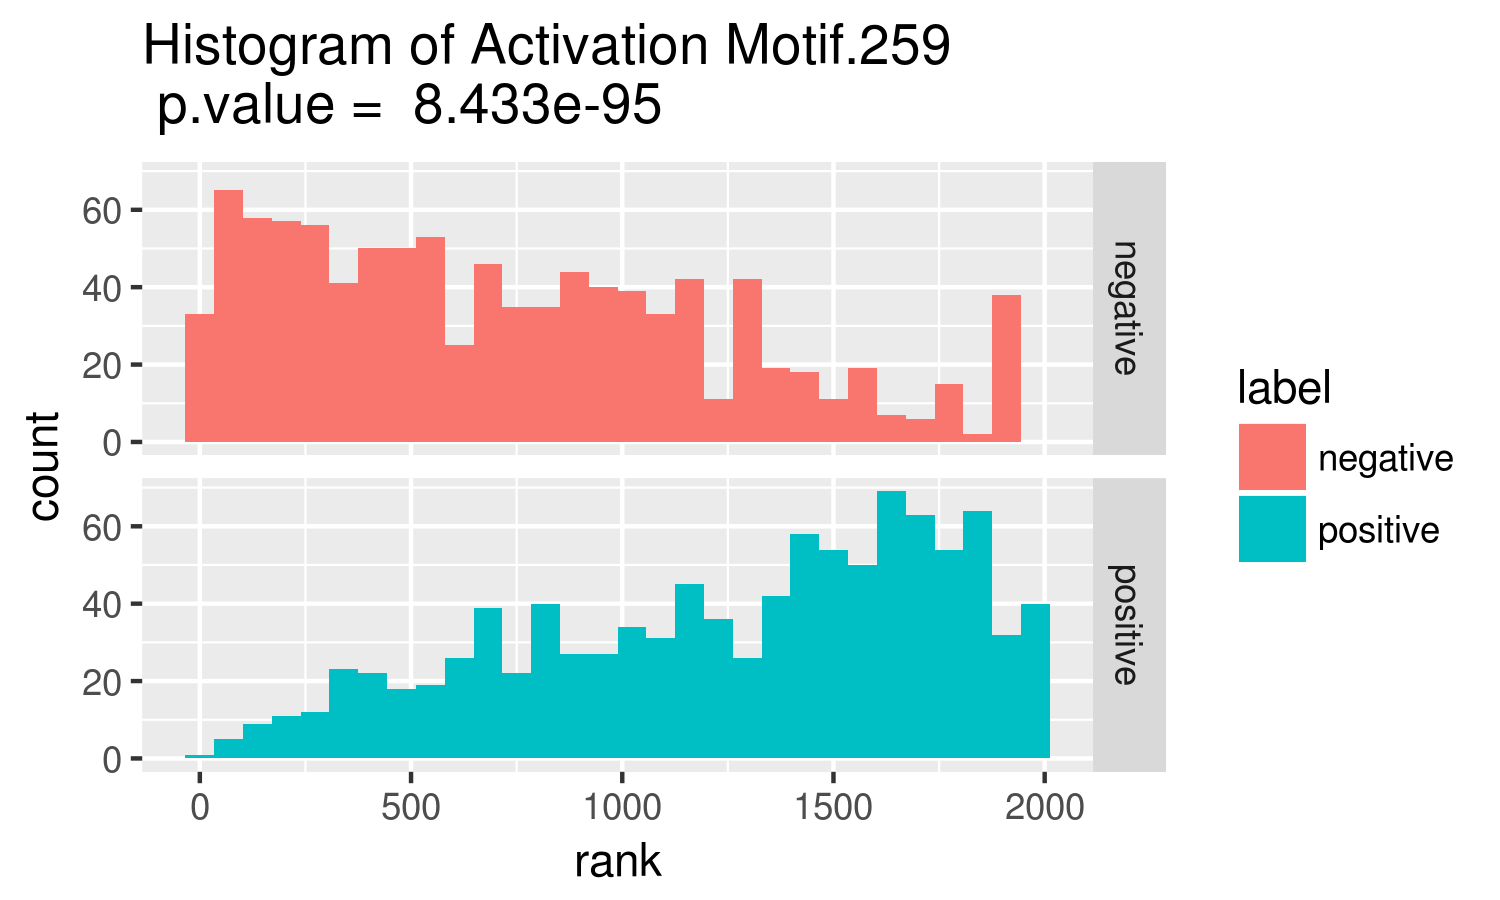 Histogram of Activation Motif.259
p.value = 8.433e-95
count
60
40
20
0
negative
60
40
20
0
positive
0 500 1000 1500 2000
rank
label
negative
positive